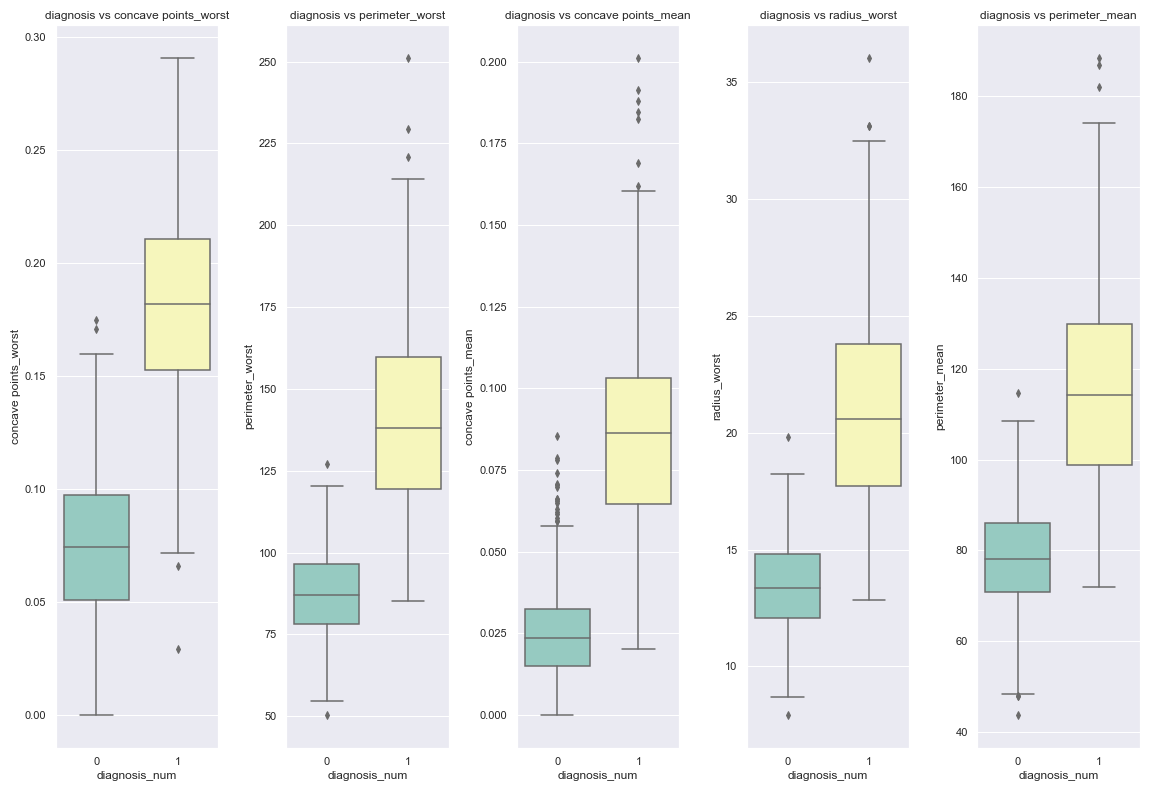 diagnosis vs concave points_worst
0.30
0.25
0.20
0.15
0.10
0.05
0.00
concave points_worst
0 1
diagnosis_num
diagnosis vs perimeter_worst
250
225
200
175
150
125
100
75
50
perimeter_worst
0 1
diagnosis_num
diagnosis vs concave points_mean
0.200
0.175
0.150
0.125
0.100
0.075
0.050
0.025
0.000
concave points_mean
0 1
diagnosis_num
diagnosis vs radius_worst
35
30
25
20
15
10
radius_worst
0 1
diagnosis_num
diagnosis vs perimeter_mean
180
160
140
120
100
80
60
40
perimeter_mean
0 1
diagnosis_num